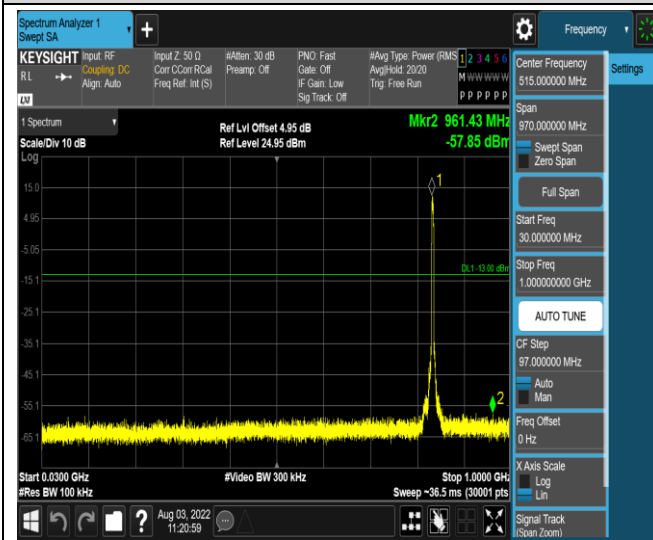 Spectrum Analyzer 1
Swept SA
+
Frequency
KEYSIGHT
RL
LXI
Input: RF
Coupling: DC
Align: Auto
Input Z: 50 Ω
Corr CCorr RCal
Freq Ref: Int (S)
#Atten: 30 dB
Preamp: Off
PNO: Fast
Gate: Off
IF Gain: Low
Sig Track: Off
#Avg Type: Power (RMS
Avg|Hold: 20/20
Trig: Free Run
1 2 3 4 5 6
M W W W W W
P P P P P P
1 Spectrum
Scale/Div 10 dB
Log
Ref Lvl Offset 4.95 dB
Ref Level 24.95 dBm
Mkr2 961.43 MHz
-57.85 dBm
15.0
4.95
-5.05
-15.1
-25.1
-35.1
-45.1
-55.1
-65.1
1
DL1 -13.00 dBm
2
Start 0.0300 GHz
#Res BW 100 kHz
#Video BW 300 kHz
Stop 1.0000 GHz
Sweep ~36.5 ms (30001 pts)
Aug 03, 2022
11:20:59
?
Center Frequency
515.000000 MHz
Settings
Span
970.000000 MHz
Swept Span
Zero Span
Full Span
Start Freq
30.000000 MHz
Stop Freq
1.000000000 GHz
AUTO TUNE
CF Step
97.000000 MHz
Auto
Man
Freq Offset
0 Hz
X Axis Scale
Log
Lin
Signal Track
(Span Zoom)